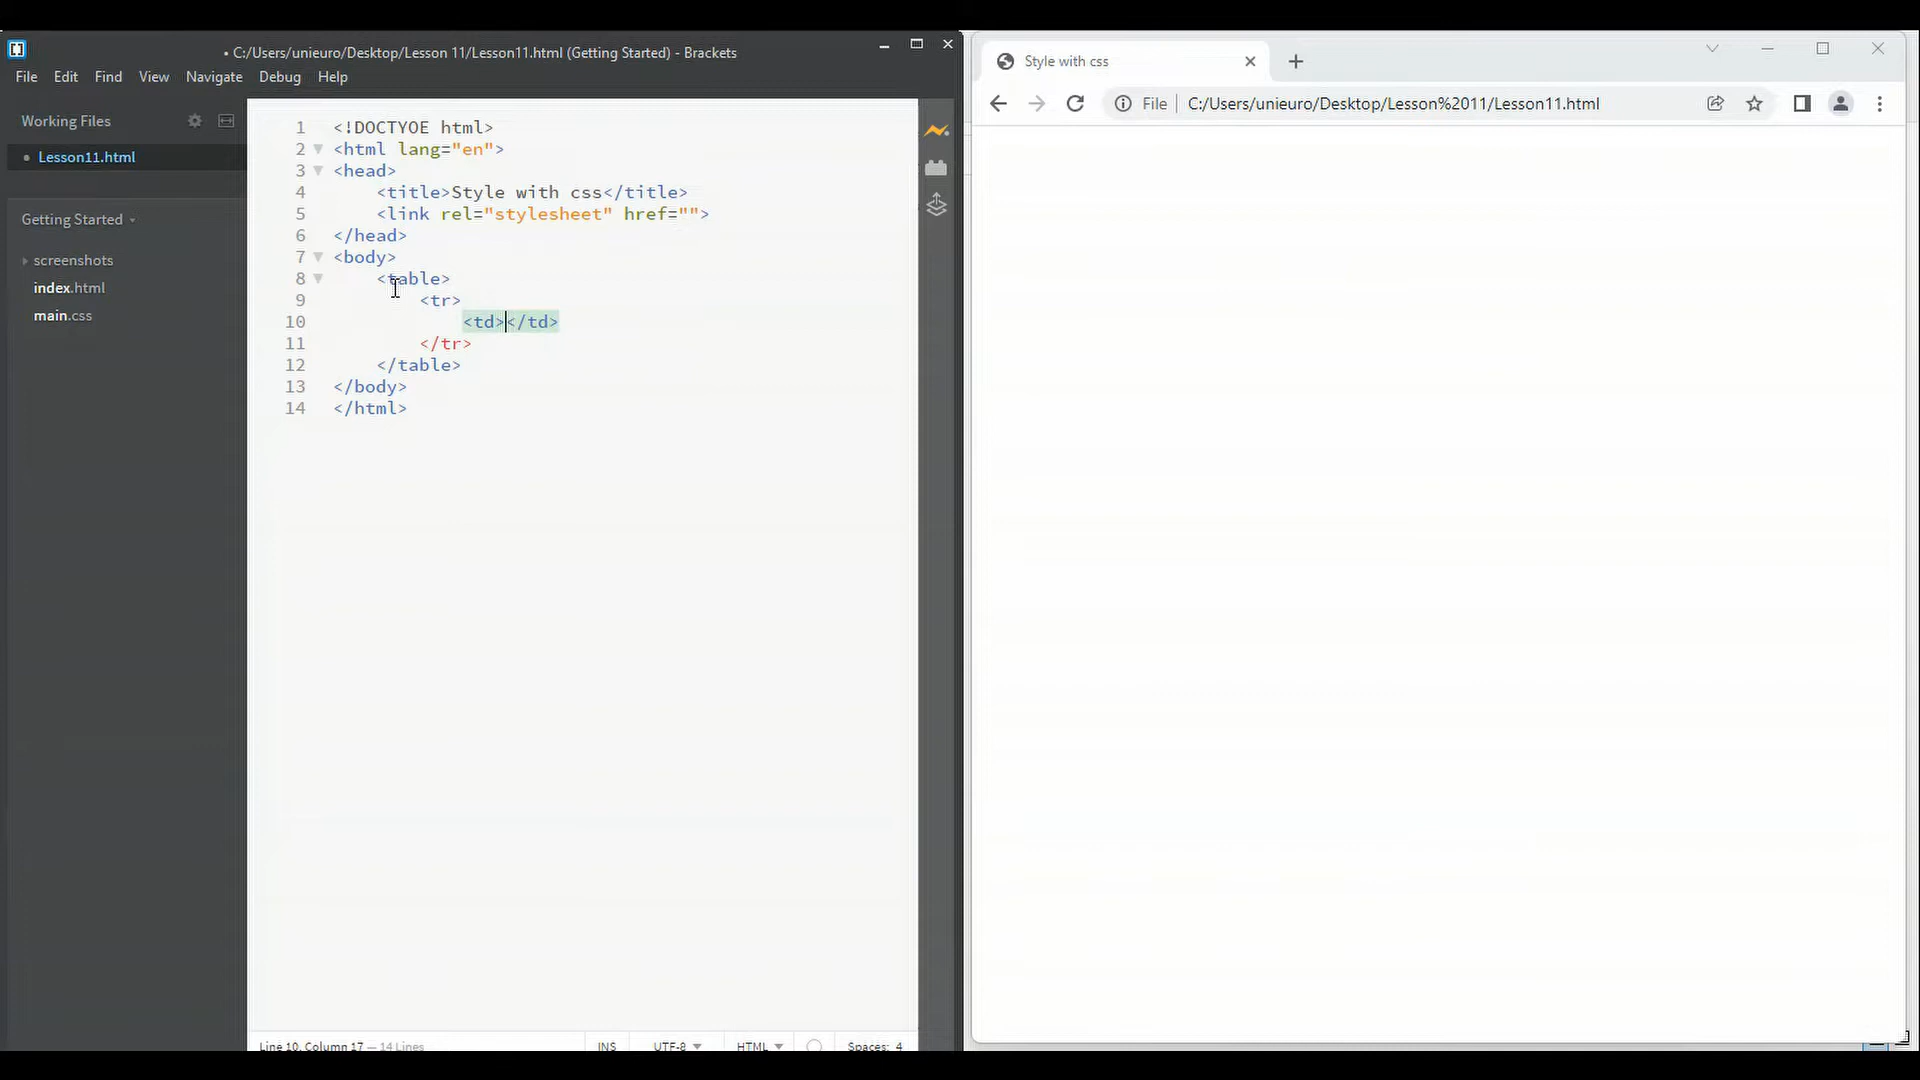 • C:/Users/unieuro/Desktop/Lesson 11/Lesson11.html (Getting Started) - Brackets
File Edit Find View Navigate Debug Help
Working Files
• Lesson11.html
Getting Started
screenshots
index.html
main.css
1 <!DOCTYOE html>
2 <html lang="en">
3 <head>
4 <title>Style with css</title>
5 <link rel="stylesheet" href="">
6 </head>
7 <body>
8 <table>
9 <tr>
10 <td></td>
11 </tr>
12 </table>
13 </body>
14 </html>
Line 10, Column 17 — 14 Lines INS UTF-8 HTML Spaces: 4
Style with css
File C:/Users/unieuro/Desktop/Lesson%2011/Lesson11.html